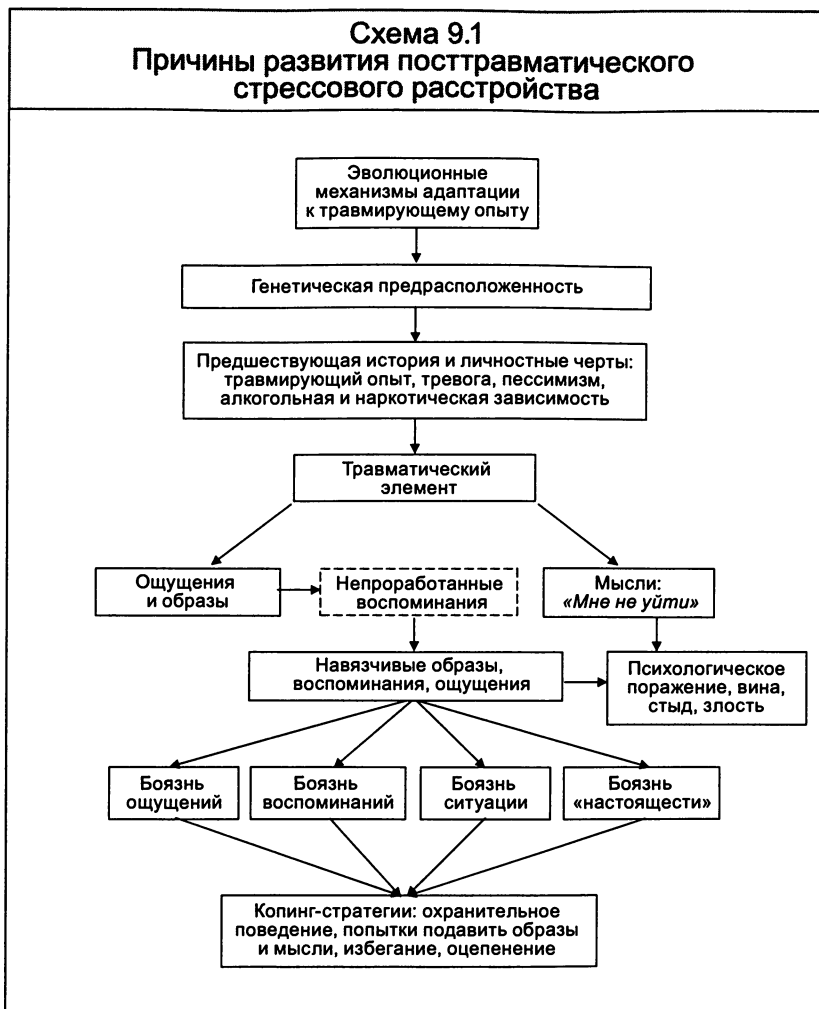 Схема 9.1
Причины развития посттравматического
стрессового расстройства
Эволюционные
механизмы адаптации
к травмирующему опыту
Генетическая предрасположенность
Предшествующая история и личностные черты:
травмирующий опыт, тревога, пессимизм,
алкогольная и наркотическая зависимость
Травматический
элемент
Ощущения
и образы
Непроработанные
воспоминания
Мысли:
«Мне не уйти»
Навязчивые образы,
воспоминания, ощущения
Психологическое
поражение, вина,
стыд, злость
Боязнь
ощущений
Боязнь
воспоминаний
Боязнь
ситуации
Боязнь
«настоящести»
Копинг-стратегии: охранительное
поведение, попытки подавить образы
и мысли, избегание, оцепенение